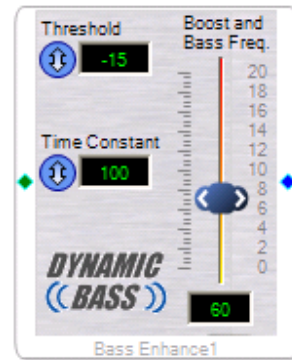 Threshold
-15
Boost and
Bass Freq.
20
18
16
14
12
10
8
6
4
2
0
Time Constant
100
DYNAMIC
((BASS))
60
Bass Enhance1